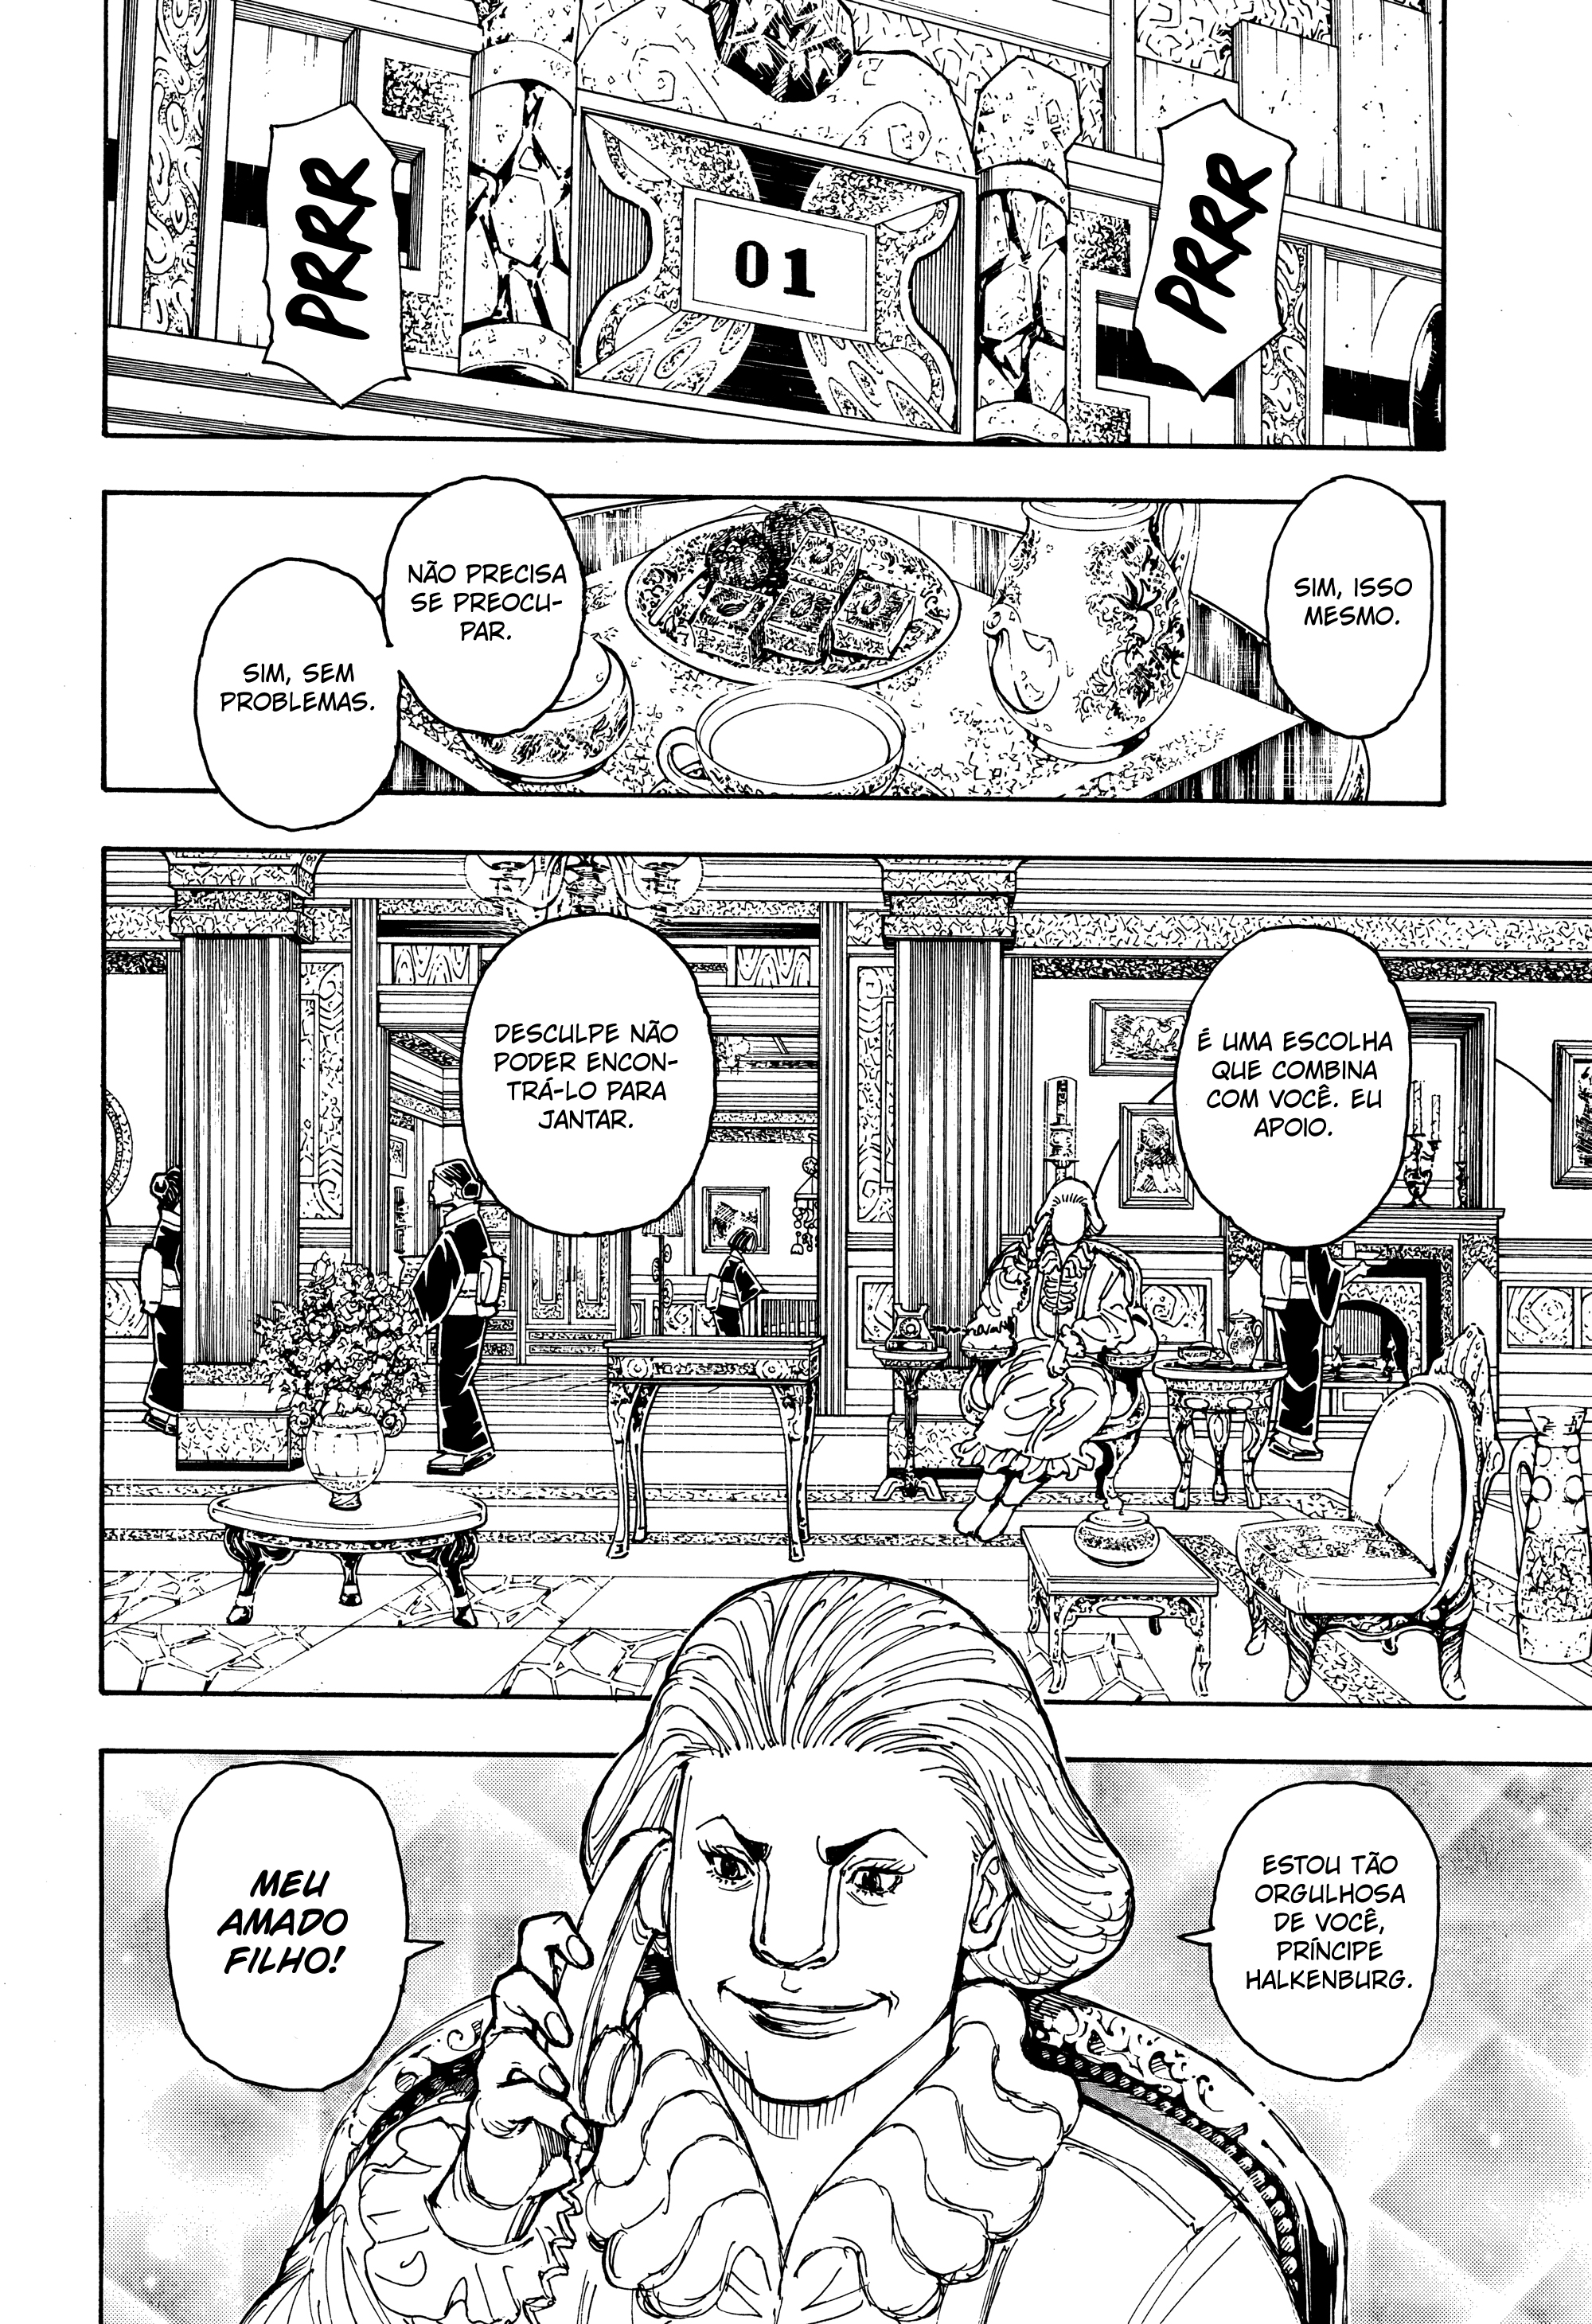 PRRR
01
PRRR
SIM, ISSO
MESMO.
NÃO PRECISA
SE PREOCU-
PAR.
SIM, SEM
PROBLEMAS.
É UMA ESCOLHA
QUE COMBINA
COM VOCÊ. EU
APOIO.
DESCULPE NÃO
PODER ENCON-
TRÁ-LO PARA
JANTAR.
ESTOU TÃO
ORGULHOSA
DE VOCÊ,
PRÍNCIPE
HALKENBURG.
MEU
AMADO
FILHO!